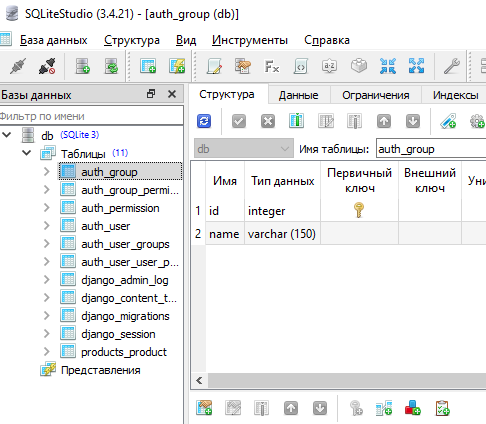 SQLiteStudio (3.4.21) - [auth_group (db)]
База данных Структура Вид Инструменты Справка
Базы данных
Фильтр по имени
db (SQLite 3)
Таблицы (11)
auth_group
auth_group_permi...
auth_permission
auth_user
auth_user_groups
auth_user_user_p...
django_admin_log
django_content_t...
django_migrations
django_session
products_product
Представления
Структура Данные Ограничения Индексы
db Имя таблицы: auth_group
Имя Тип данных Первичный ключ Внешний ключ Уни
1 id integer
2 name varchar (150)